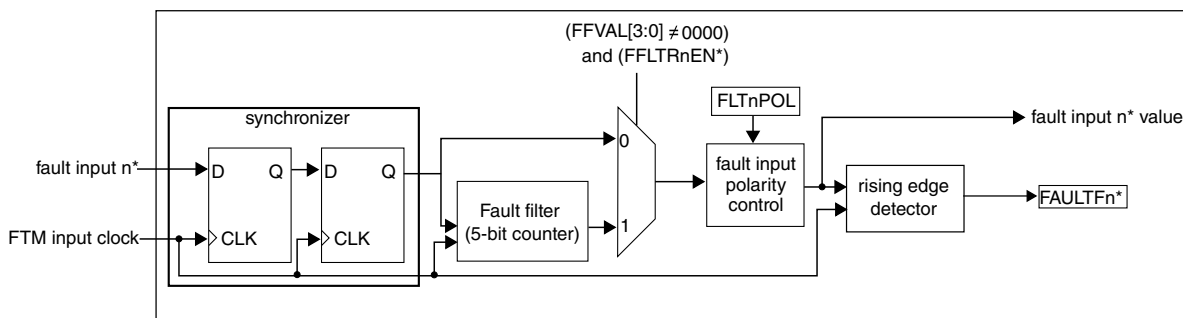 (FFVAL[3:0] ≠ 0000)
and (FFLTRnEN*)
FLTnPOL
synchronizer
fault input n* value
0
fault input n*
D
Q
D
Q
fault input
polarity
control
rising edge
detector
FAULTFn*
Fault filter
(5-bit counter)
1
FTM input clock
CLK
CLK